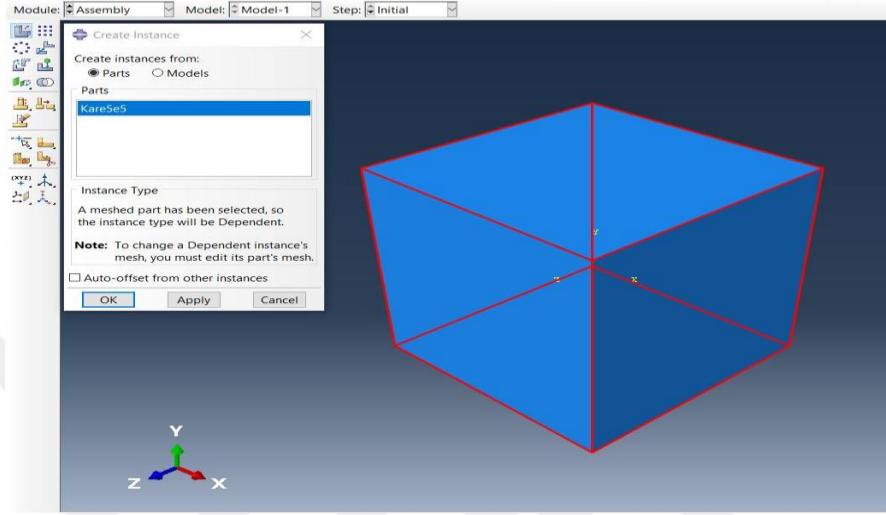 Module: Assembly Model: Model-1 Step: Initial
Create Instance
Create instances from:
Parts Models
Parts
Kare5e5
Instance Type
A meshed part has been selected, so
the instance type will be Dependent.
Note: To change a Dependent instance's
mesh, you must edit its part's mesh.
Auto-offset from other instances
OK Apply Cancel
(XYZ)
Y
Z X
Y
Z X